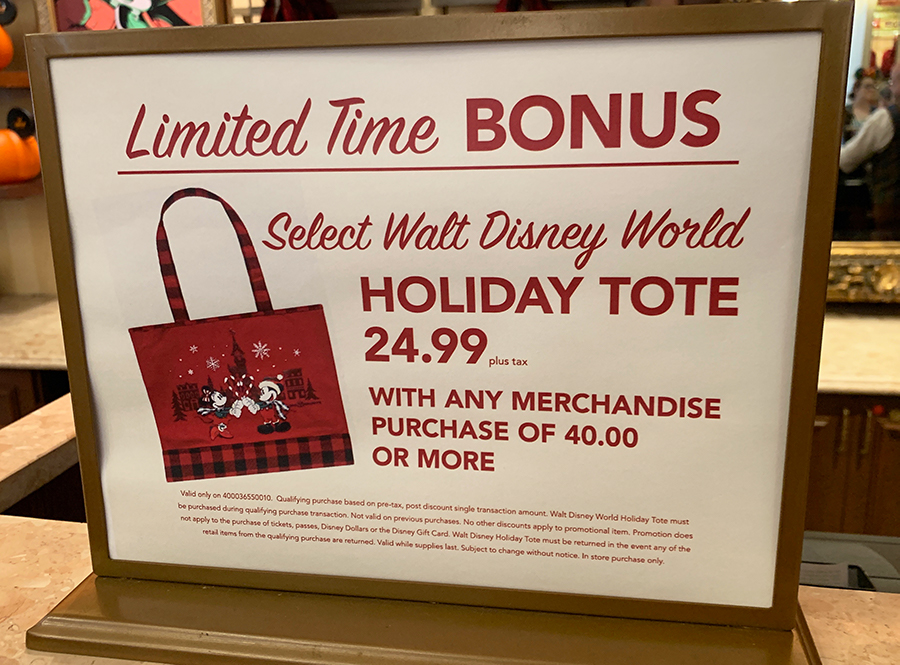 Limited Time BONUS
Select Walt Disney World
HOLIDAY TOTE
24.99 plus tax
WITH ANY MERCHANDISE
PURCHASE OF 40.00
OR MORE
Valid only on 400036550010. Qualifying purchase based on pre-tax, post discount single transaction amount. Walt Disney World Holiday Tote must
be purchased during qualifying purchase transaction. Not valid on previous purchases. No other discounts apply to promotional item. Promotion does
not apply to the purchase of tickets, passes, Disney Dollars or the Disney Gift Card. Walt Disney Holiday Tote must be returned in the event any of the
retail items from the qualifying purchase are returned. Valid while supplies last. Subject to change without notice. In store purchase only.